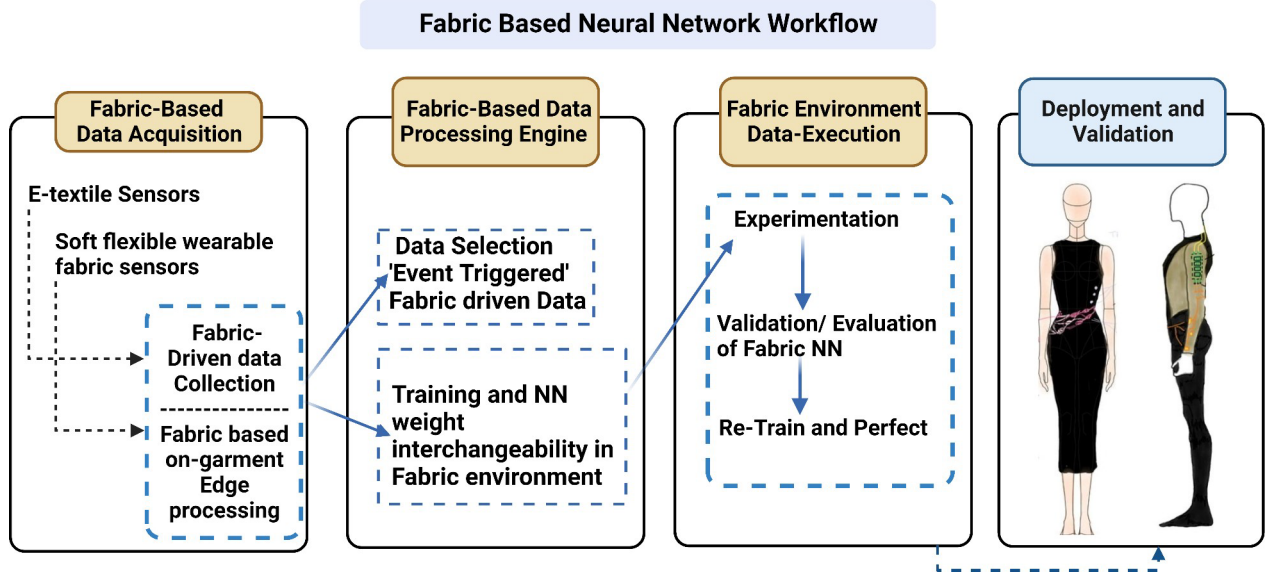 Fabric Based Neural Network Workflow
Fabric-Based
Data Acquisition
E-textile Sensors
Soft flexible wearable
fabric sensors
Fabric-
Driven data
Collection
Fabric based
on-garment
Edge
processing
Fabric-Based Data
Processing Engine
Data Selection
'Event Triggered'
Fabric driven Data
Training and NN
weight
interchangeability in
Fabric environment
Fabric Environment
Data-Execution
Experimentation
Validation/ Evaluation
of Fabric NN
Re-Train and Perfect
Deployment and
Validation